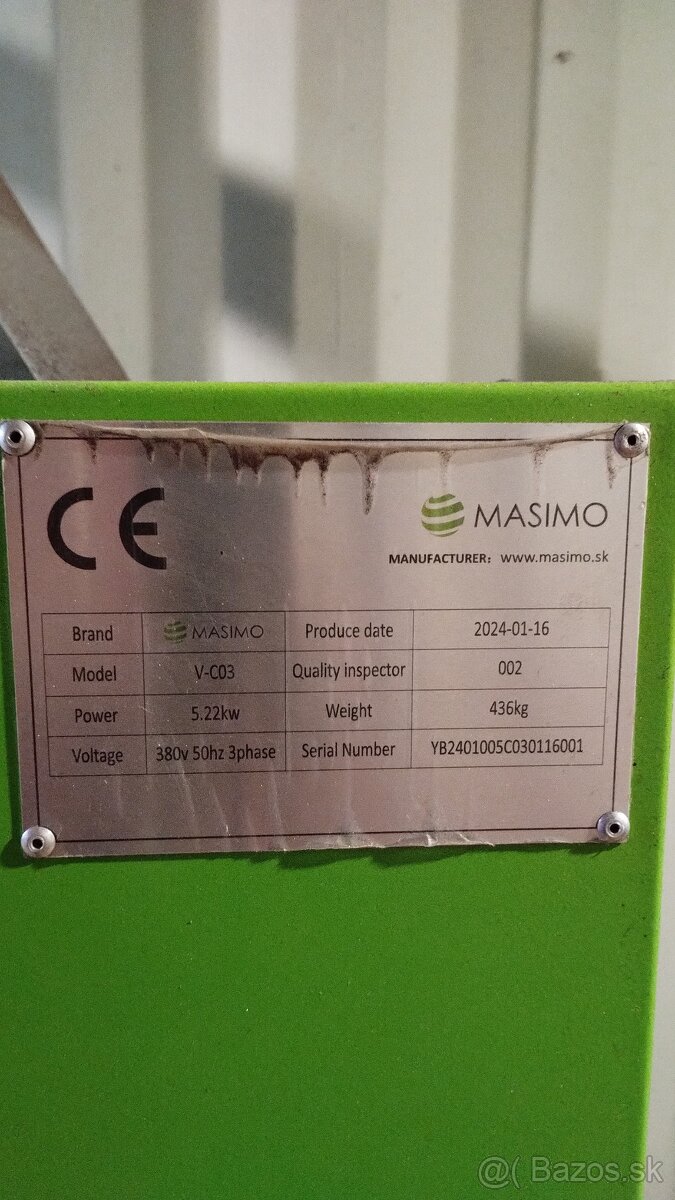 CE
MASIMO
MANUFACTURER: www.masimo.sk
Brand MASIMO Produce date 2024-01-16
Model V-C03 Quality inspector 002
Power 5.22kw Weight 436kg
Voltage 380v 50hz 3phase Serial Number YB2401005C030116001
@( Bazos.sk